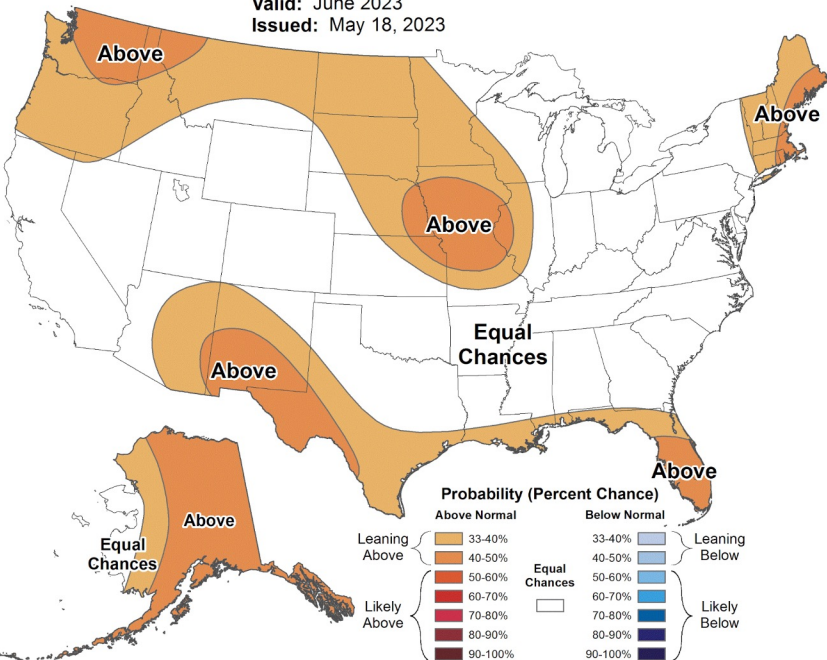 Valid: June 2023
Issued: May 18, 2023
Above
Above
Above
Equal
Chances
Above
Above
Above
Equal
Chances
Probability (Percent Chance)
Above Normal
Below Normal
Leaning
Above
33-40%
40-50%
50-60%
60-70%
70-80%
80-90%
90-100%
Likely
Above
Equal
Chances
33-40%
40-50%
50-60%
60-70%
70-80%
80-90%
90-100%
Leaning
Below
Likely
Below